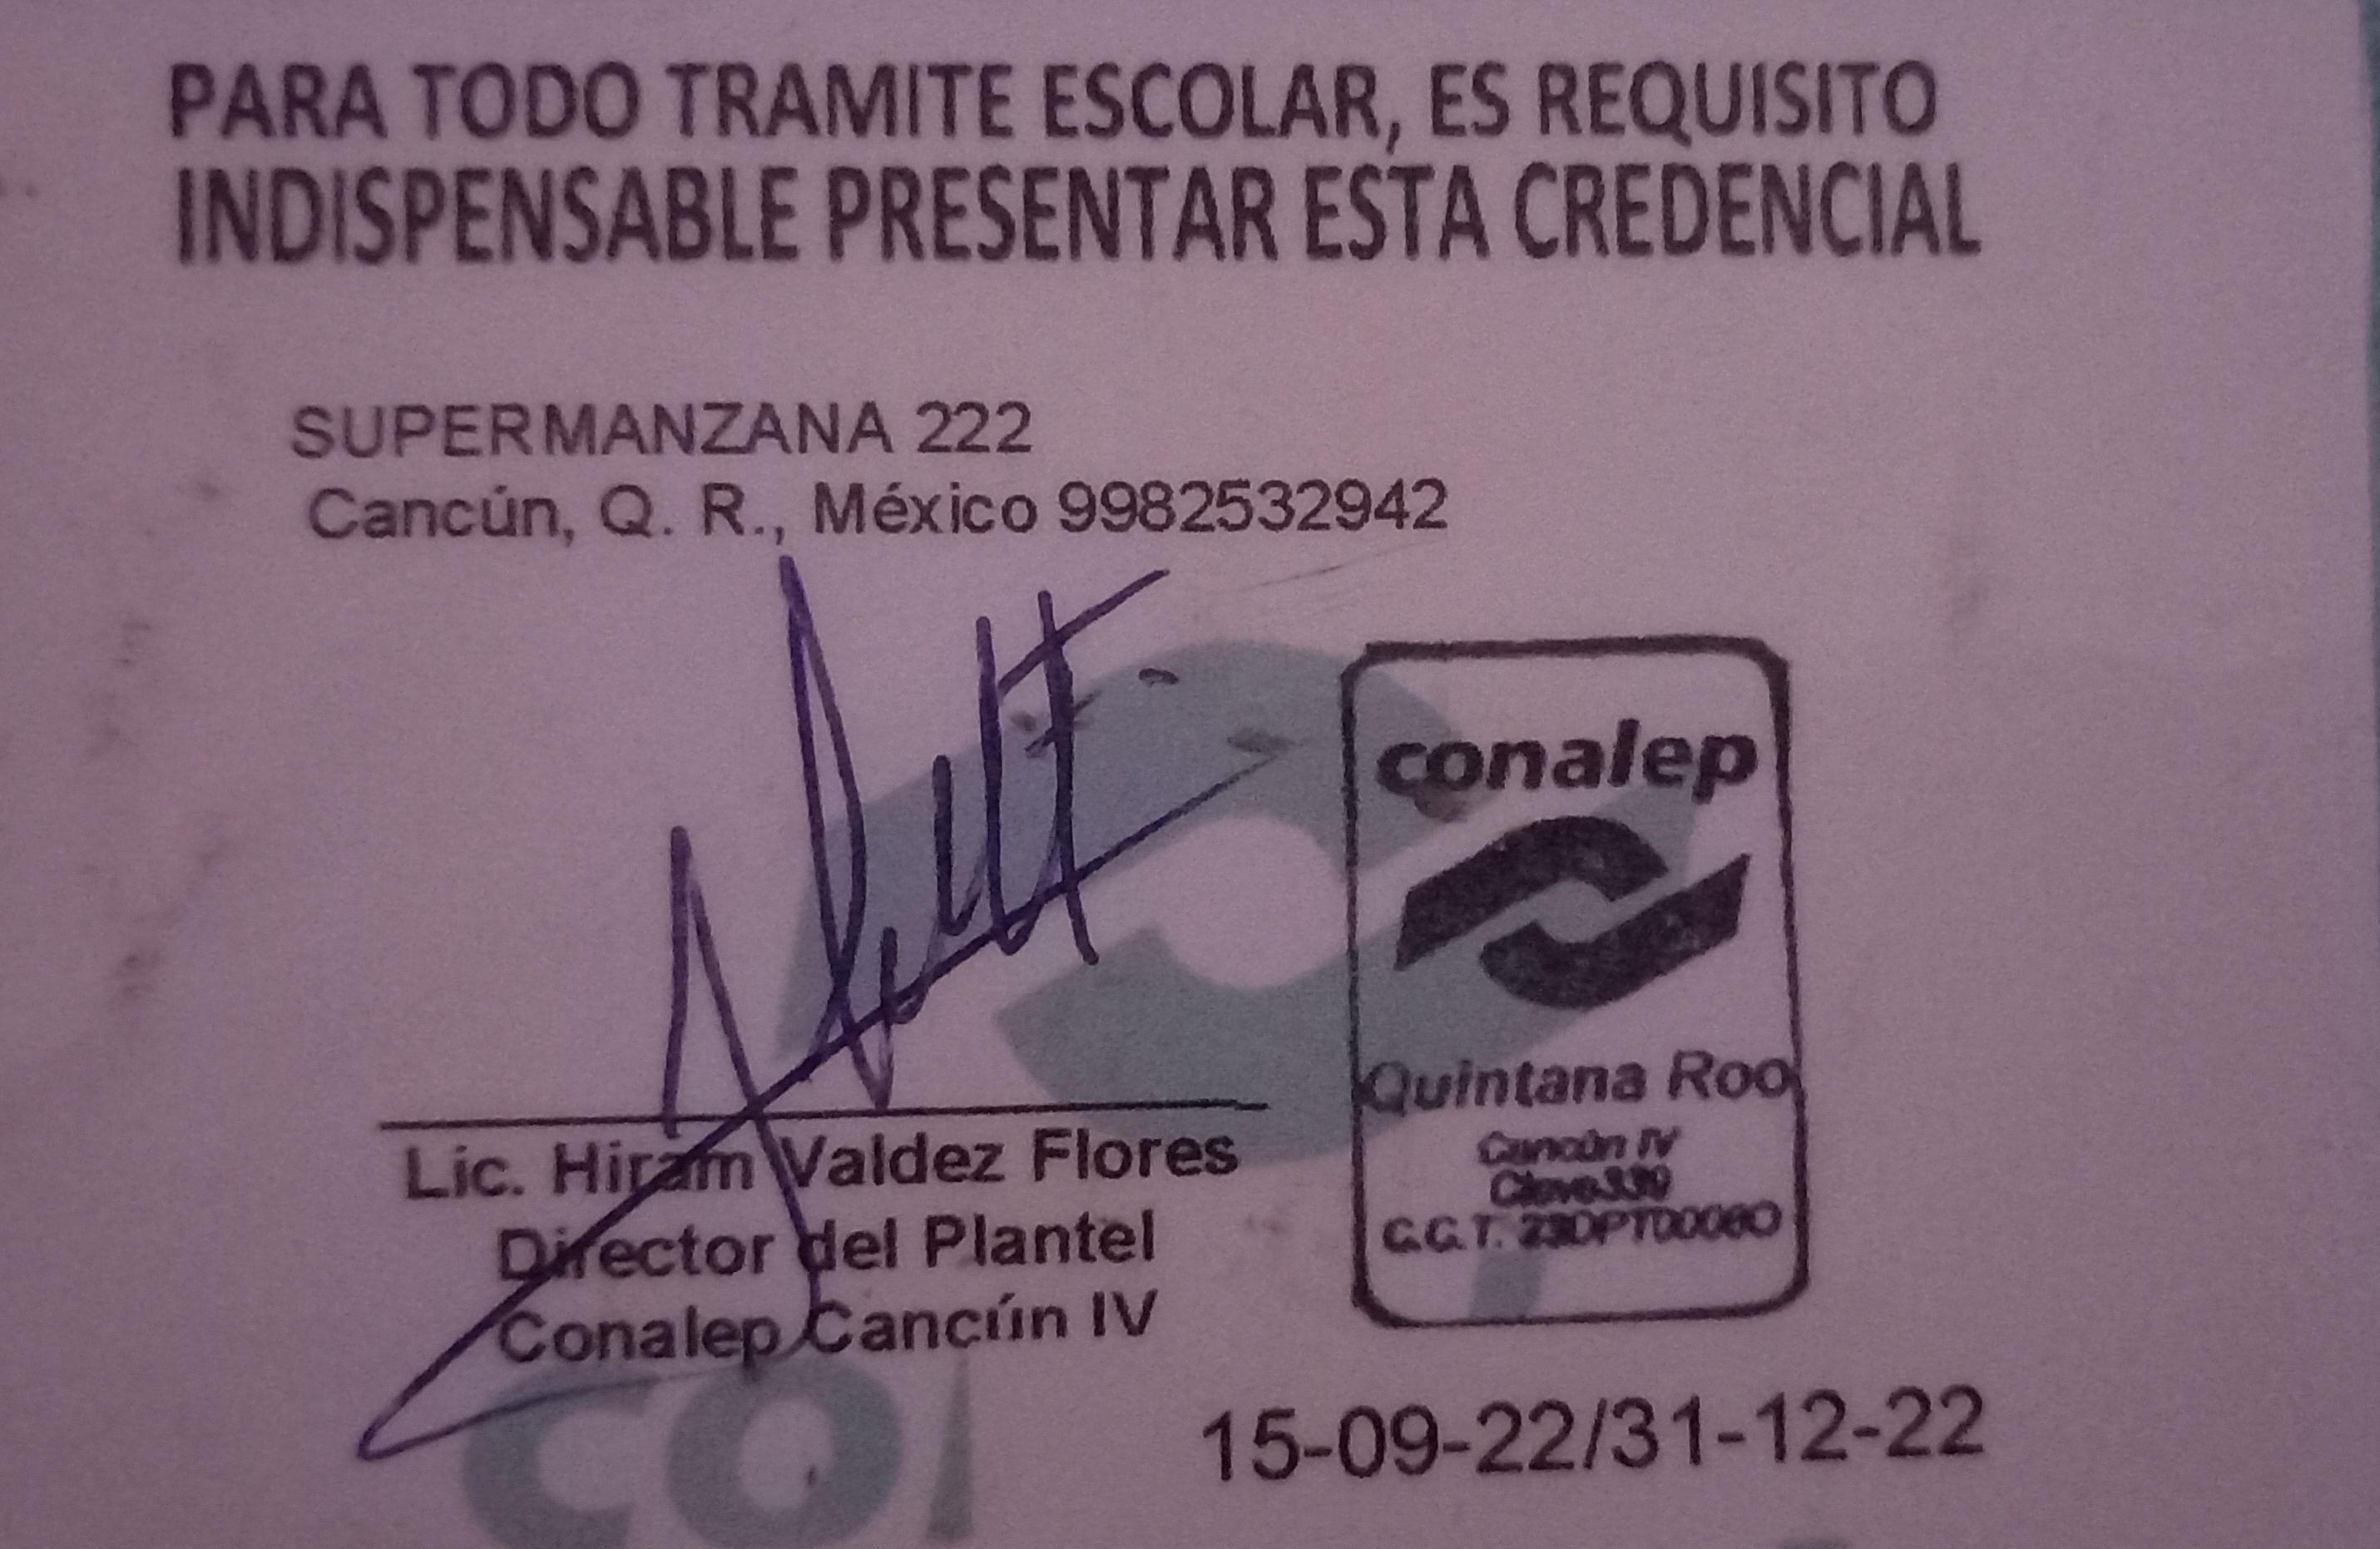 PARA TODO TRAMITE ESCOLAR, ES REQUISITO
INDISPENSABLE PRESENTAR ESTA CREDENCIAL
SUPERMANZANA 222
Cancún, Q. R., México 9982532942
conalep
Quintana Roo
Cancún IV
Clave339
C.C.T.
Lic. Hiram Valdez Flores
Director del Plantel
Conalep Cancún IV
15-09-22/31-12-22